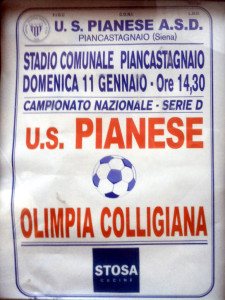 U.S. PIANESE A.S.D.
PIANCASTAGNAIO (Siena)
STADIO COMUNALE PIANCASTAGNAIO
DOMENICA 11 GENNAIO - Ore 14,30
CAMPIONATO NAZIONALE - SERIE D
U.S. PIANESE
OLIMPIA COLLIGIANA
STOSA
CUCINE